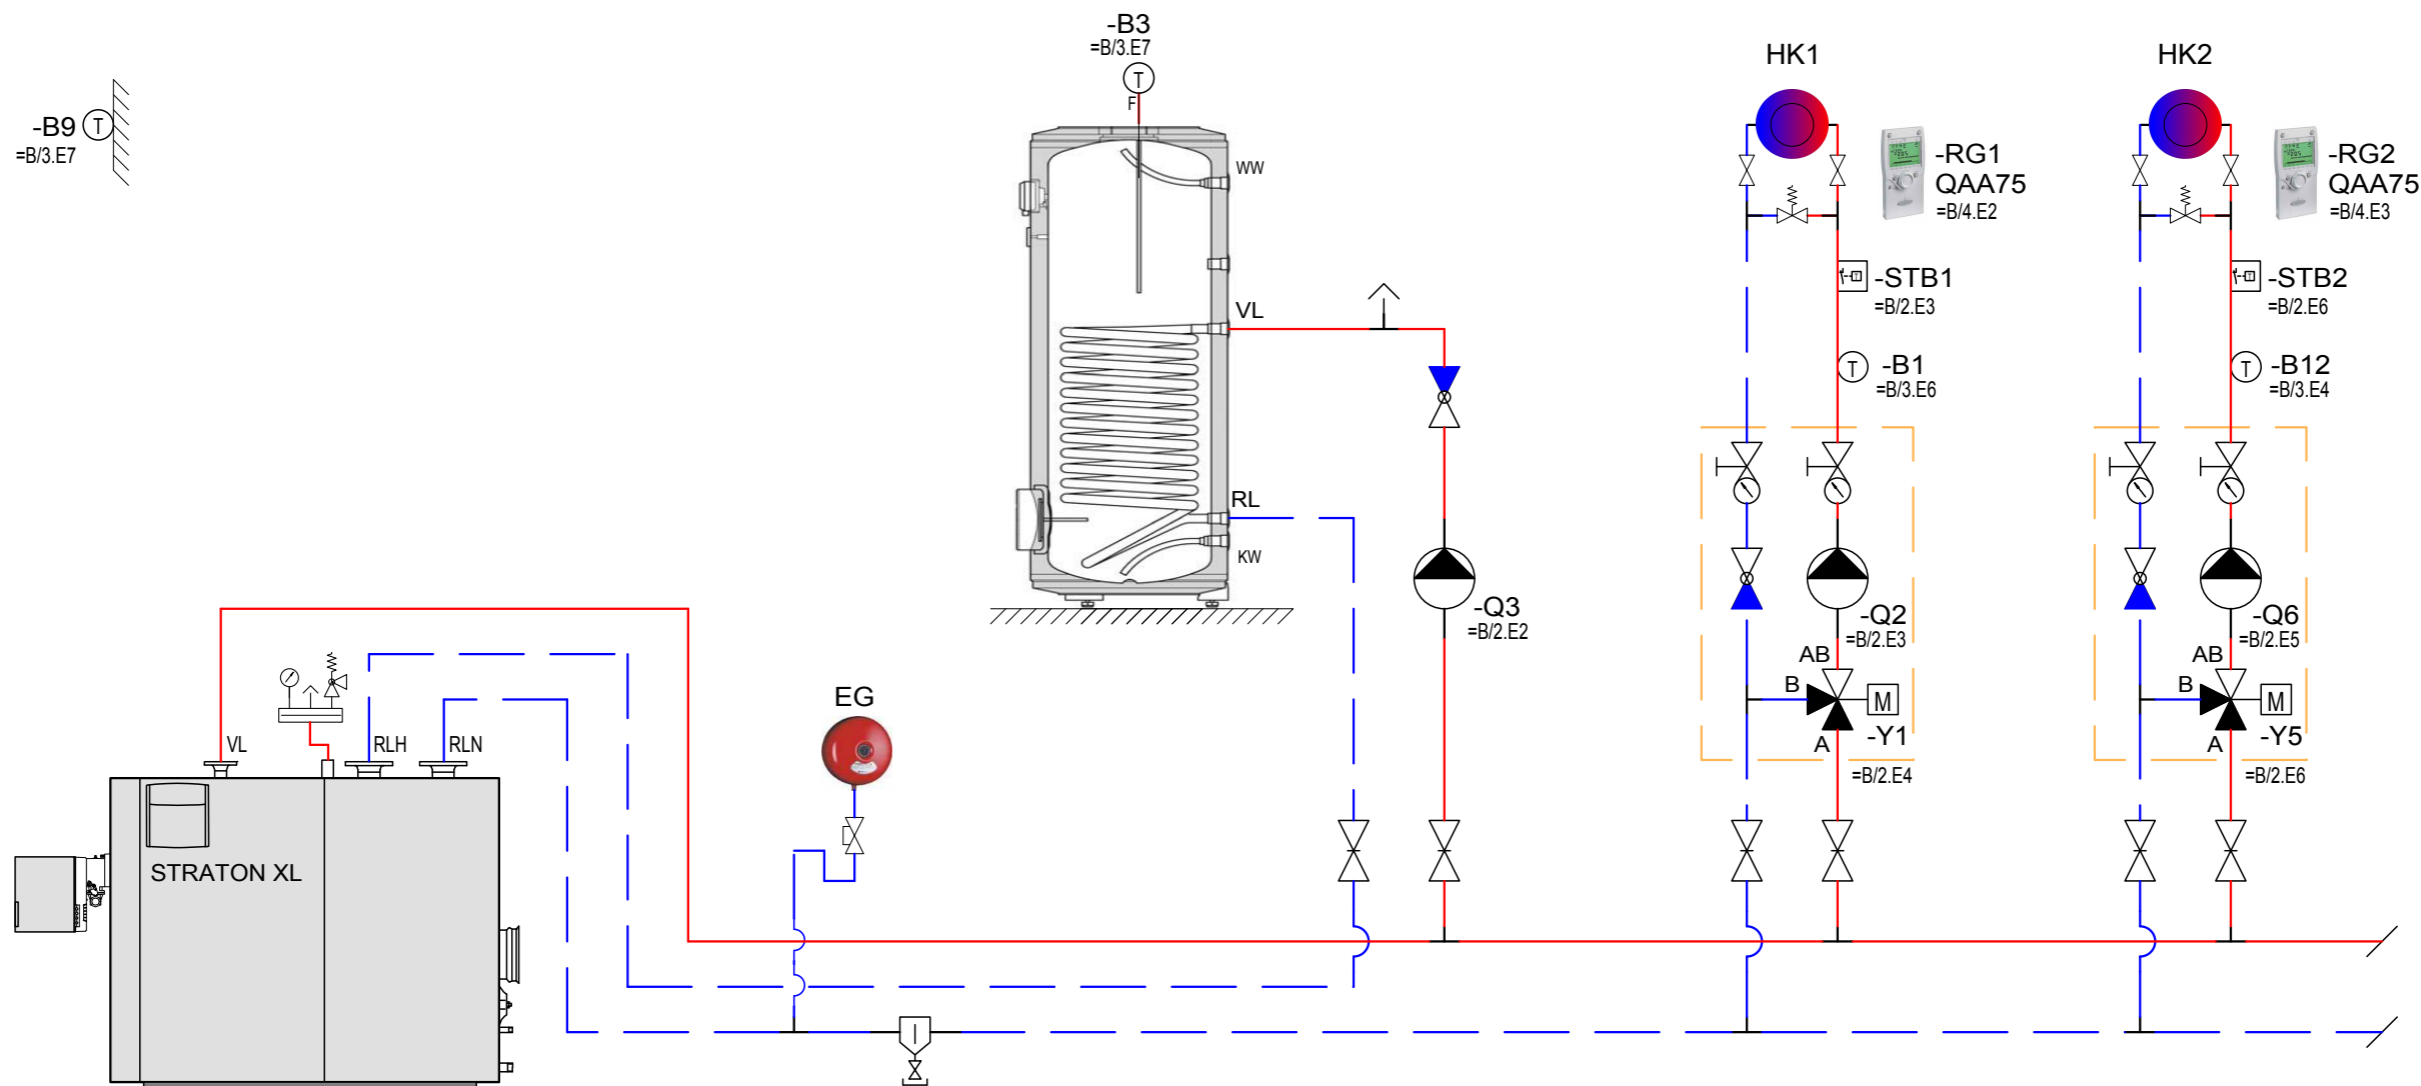 -B3
=B/3.E7
T
F
-B9
T
=B/3.E7
HK1
HK2
-RG1
QAA75
=B/4.E2
-RG2
QAA75
=B/4.E3
WW
VL
RL
KW
-STB1
=B/2.E3
-STB2
=B/2.E6
T
-B1
=B/3.E6
T
-B12
=B/3.E4
-Q3
=B/2.E2
-Q2
=B/2.E3
-Q6
=B/2.E5
AB
B
M
A
-Y1
=B/2.E4
AB
B
M
A
-Y5
=B/2.E6
EG
VL
RLH
RLN
STRATON XL